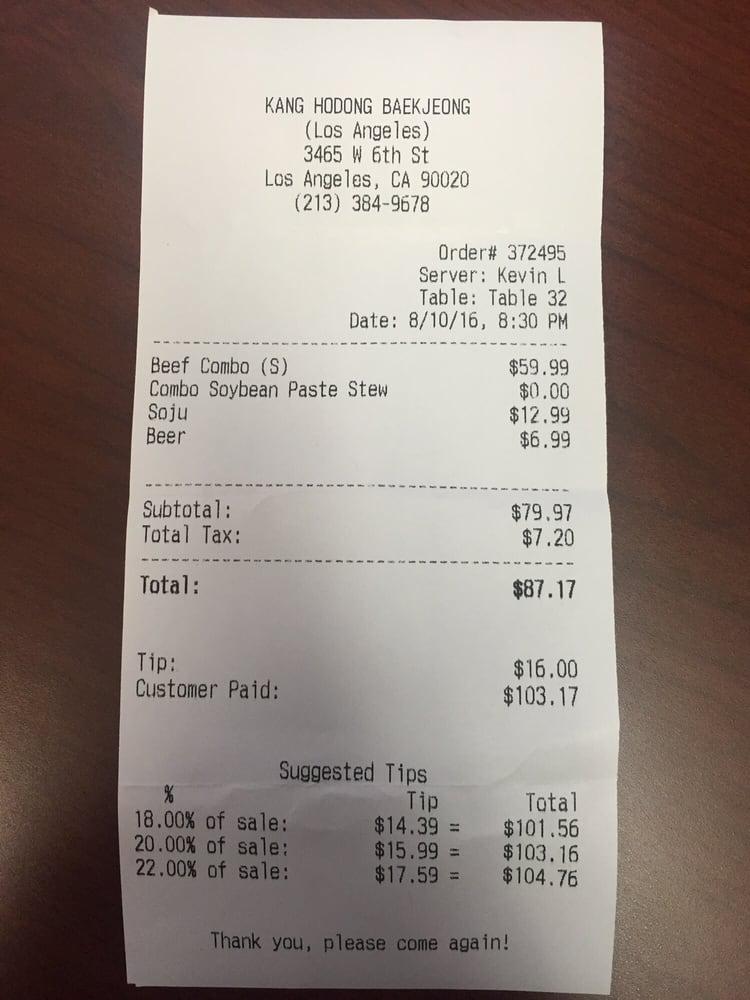 KANG HODONG BAEKJEONG
(Los Angeles)
3465 W 6th St
Los Angeles, CA 90020
(213) 384-9678
Order# 372495
Server: Kevin L
Table: Table 32
Date: 8/10/16, 8:30 PM
Beef Combo (S) $59.99
Combo Soybean Paste Stew $0.00
Soju $12.99
Beer $6.99
Subtotal: $79.97
Total Tax: $7.20
Total: $87.17
Tip: $16.00
Customer Paid: $103.17
Suggested Tips
% Tip Total
18.00% of sale: $14.39 = $101.56
20.00% of sale: $15.99 = $103.16
22.00% of sale: $17.59 = $104.76
Thank you, please come again!